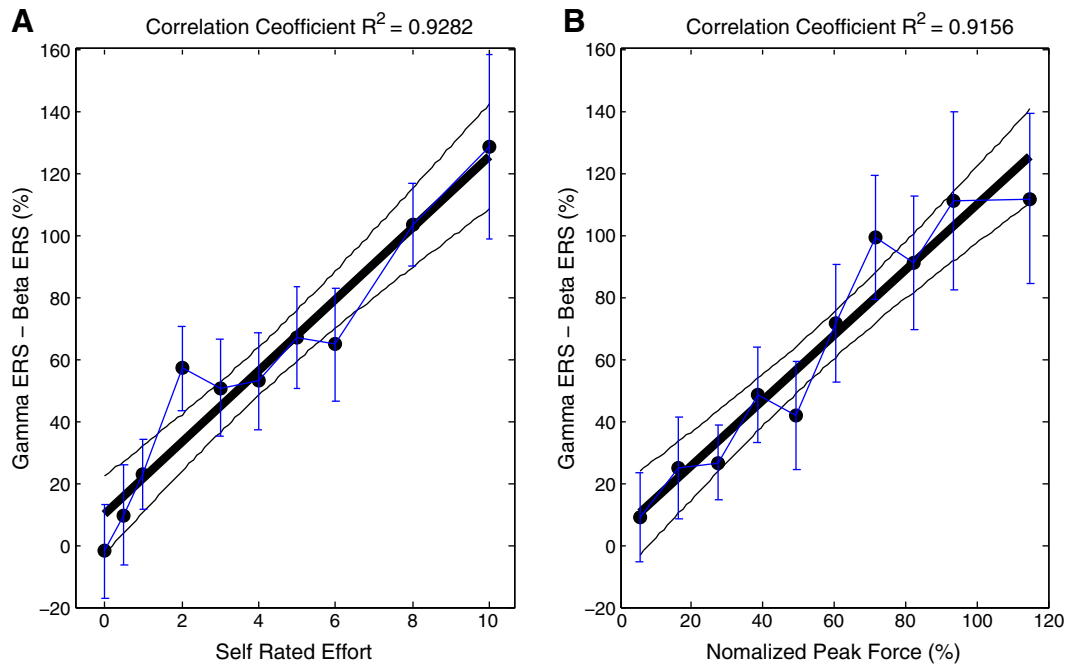 A
Correlation Ceofficient R² = 0.9282
160
140
120
100
80
60
40
20
0
−20
Gamma ERS − Beta ERS (%)
0 2 4 6 8 10
Self Rated Effort
B
Correlation Ceofficient R² = 0.9156
160
140
120
100
80
60
40
20
0
−20
Gamma ERS − Beta ERS (%)
0 20 40 60 80 100 120
Nomalized Peak Force (%)